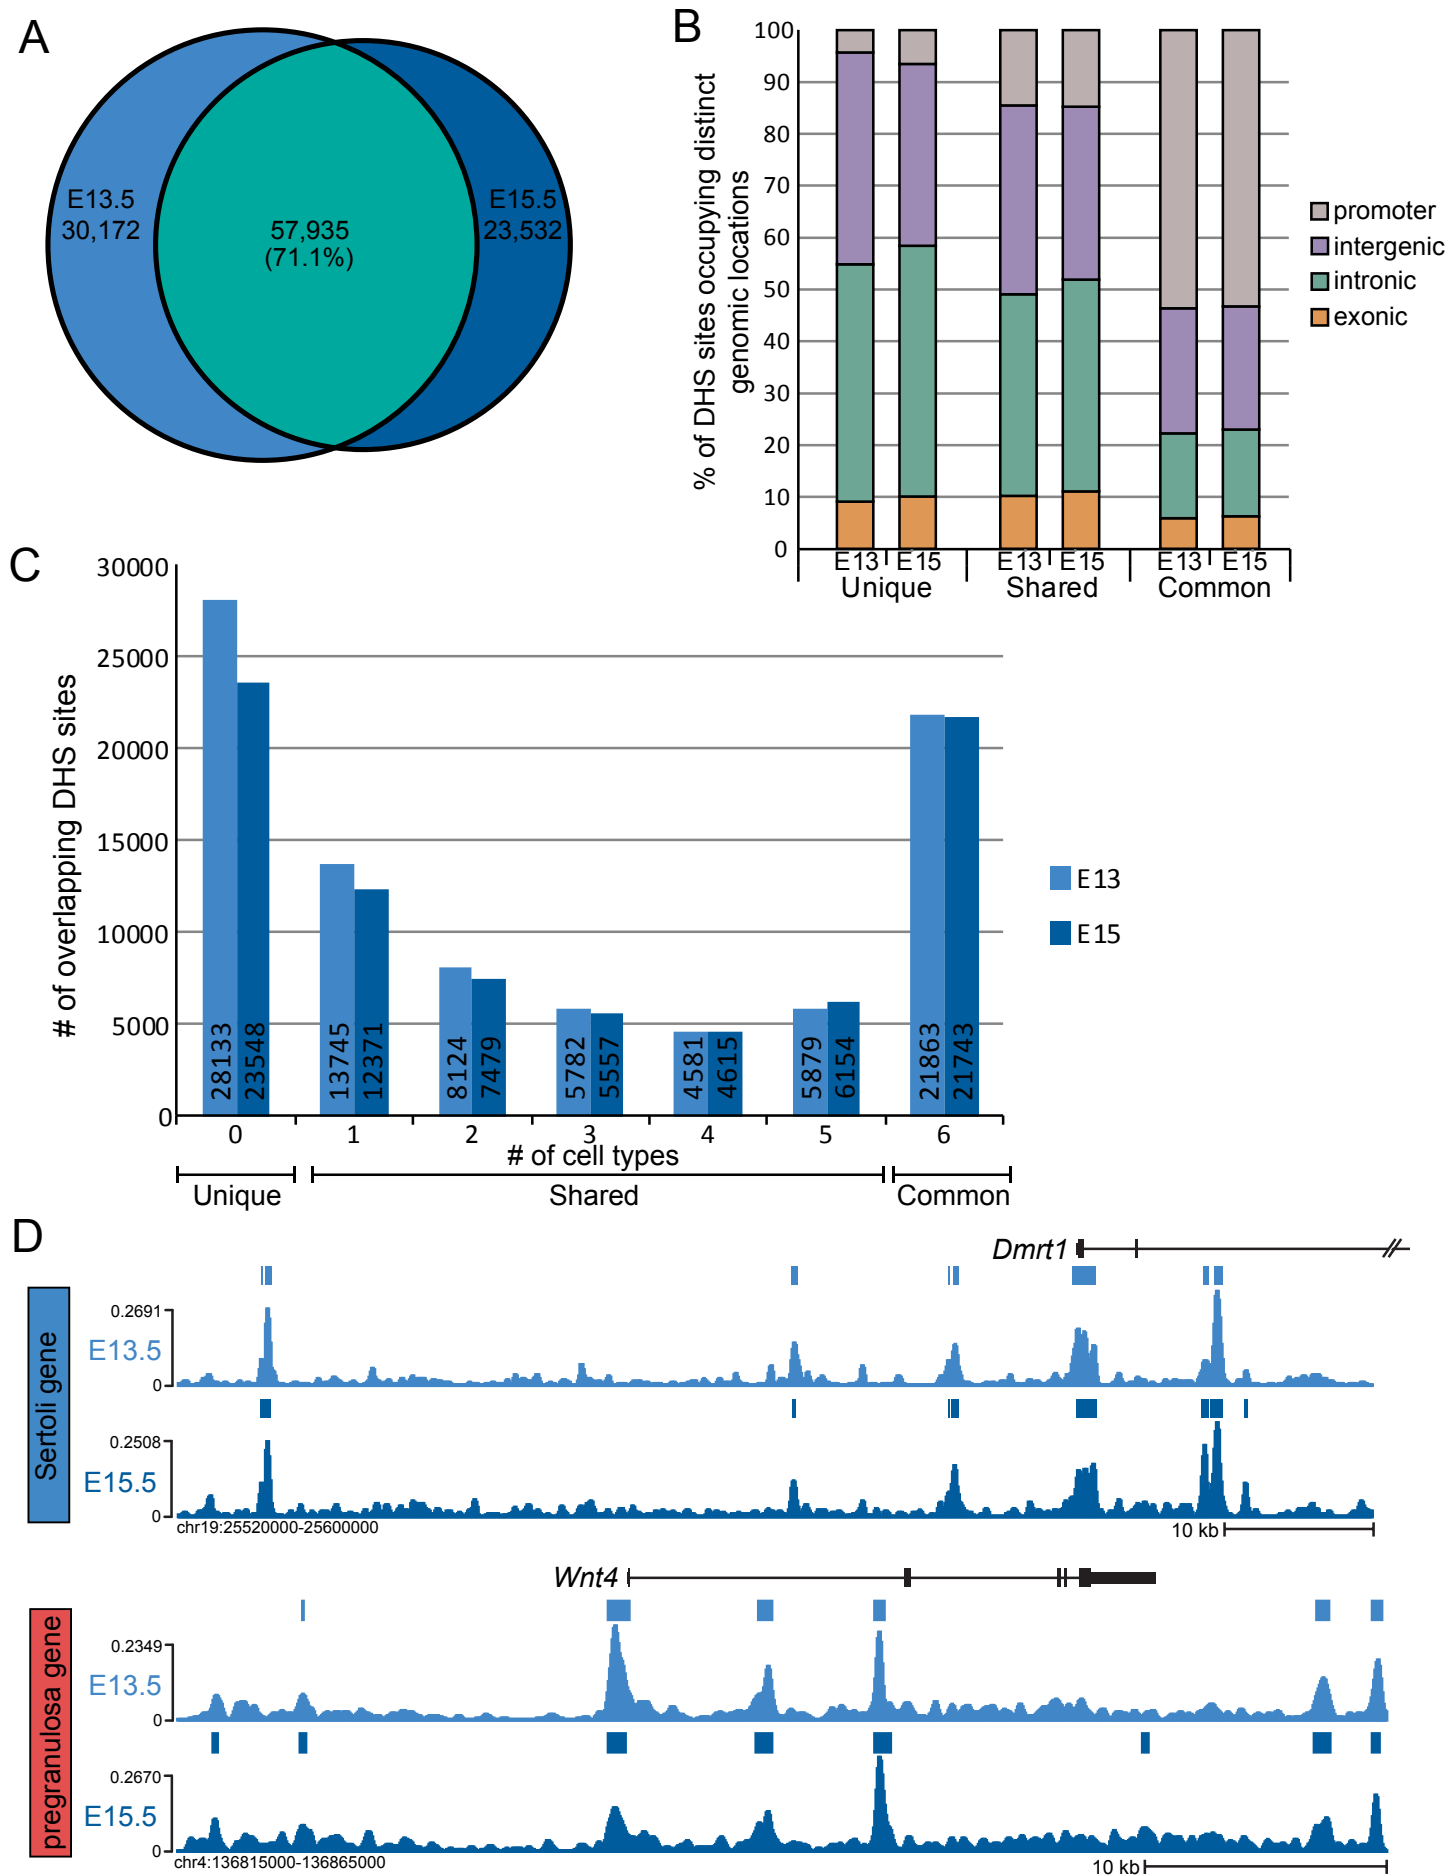 A
E13.5
30,172
57,935
(71.1%)
E15.5
23,532
B
% of DHS sites occupying distinct
genomic locations
100
90
80
70
60
50
40
30
20
10
0
E13 E15 E13 E15 E13 E15
Unique Shared Common
promoter
intergenic
intronic
exonic
C
# of overlapping DHS sites
30000
25000
20000
15000
10000
5000
0
28133 23548 13745 12371 8124 7479 5782 5557 4581 4615 5879 6154 21863 21743
0 1 2 3 4 5 6
# of cell types
Unique Shared Common
E13
E15
D
Dmrt1
Sertoli gene
0.2691
E13.5
0
0.2508
E15.5
0
chr19:25520000-25600000
10 kb
Wnt4
pregranulosa gene
0.2349
E13.5
0
0.2670
E15.5
0
chr4:136815000-136865000
10 kb